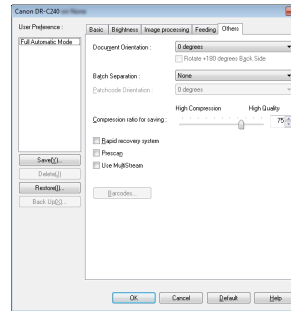 Canon DR-C240 on
User Preference :
Full Automatic Mode
Save(Y)...
Delete(J)
Restore(I)...
Back Up(X)...
Basic Brightness Image processing Feeding Others
Document Orientation : 0 degrees
Rotate +180 degrees Back Side
Batch Separation : None
Patchcode Orientation : 0 degrees
High Compression High Quality
Compression ratio for saving : 75
Rapid recovery system
Prescan
Use MultiStream
Barcodes...
OK Cancel Default Help